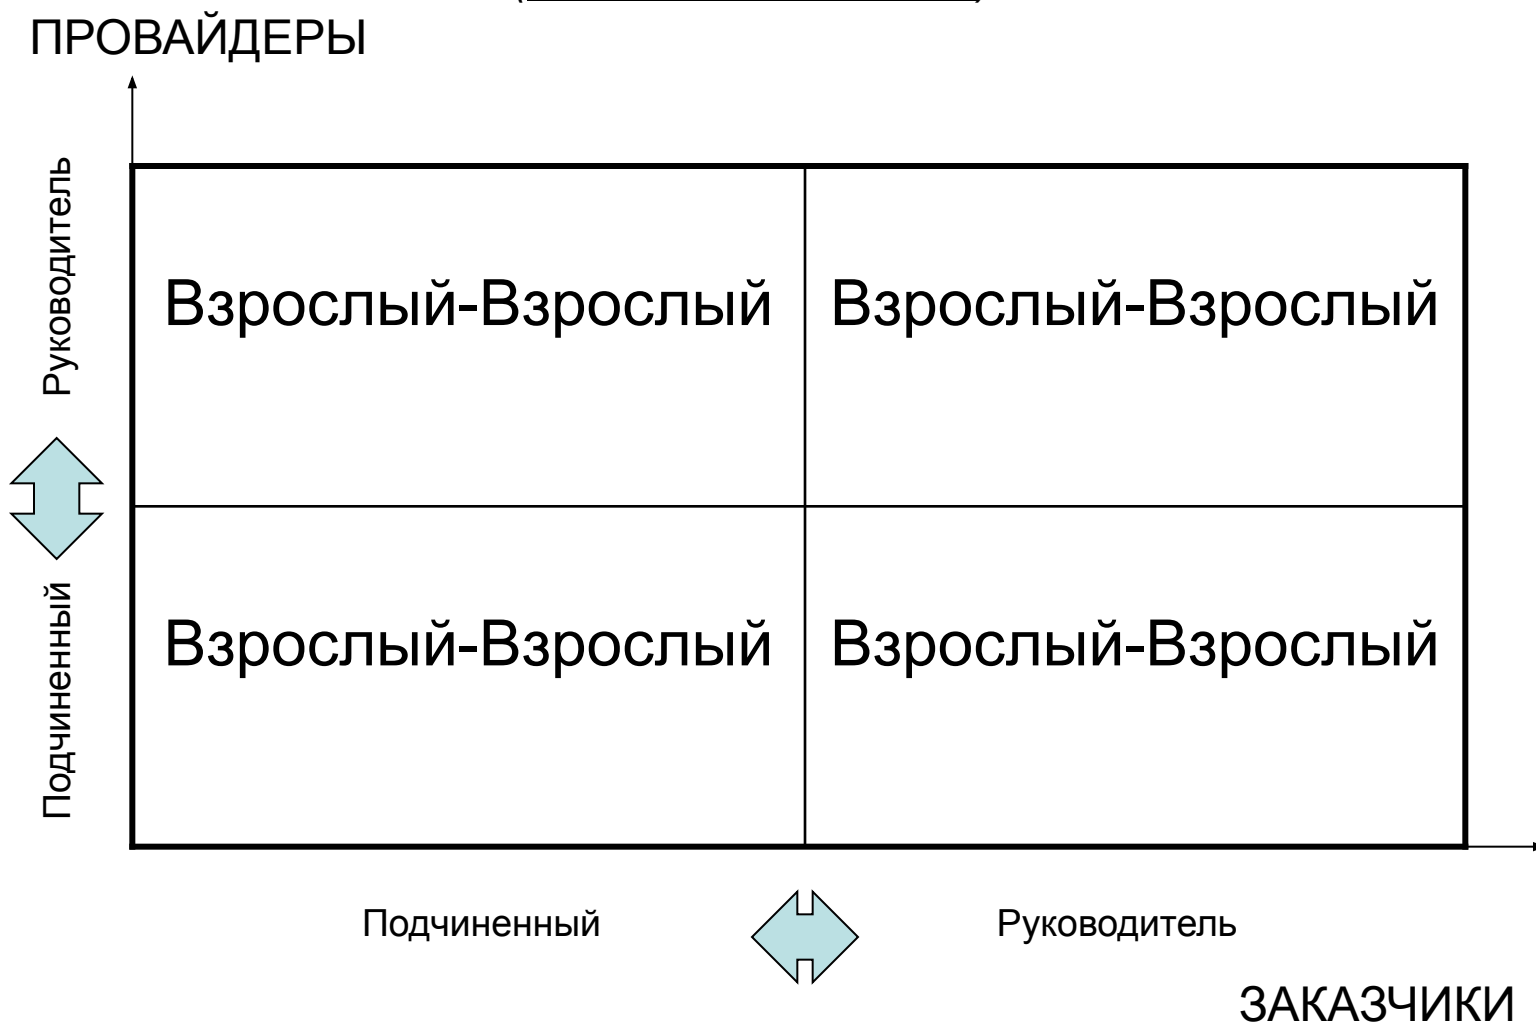 ПРОВАЙДЕРЫ
Руководитель
Взрослый-Взрослый Взрослый-Взрослый
Подчиненный
Взрослый-Взрослый Взрослый-Взрослый
Подчиненный Руководитель
ЗАКАЗЧИКИ